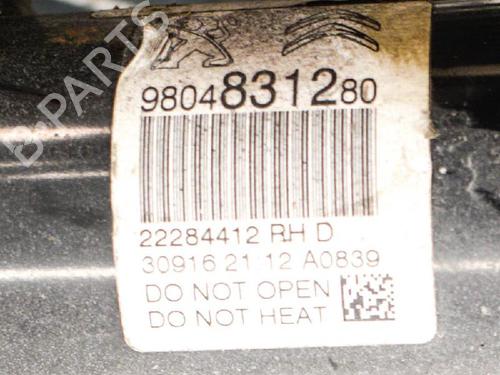 B-PARTS
9804831280
22284412 RH D
30916 21 12 A0839
DO NOT OPEN
DO NOT HEAT